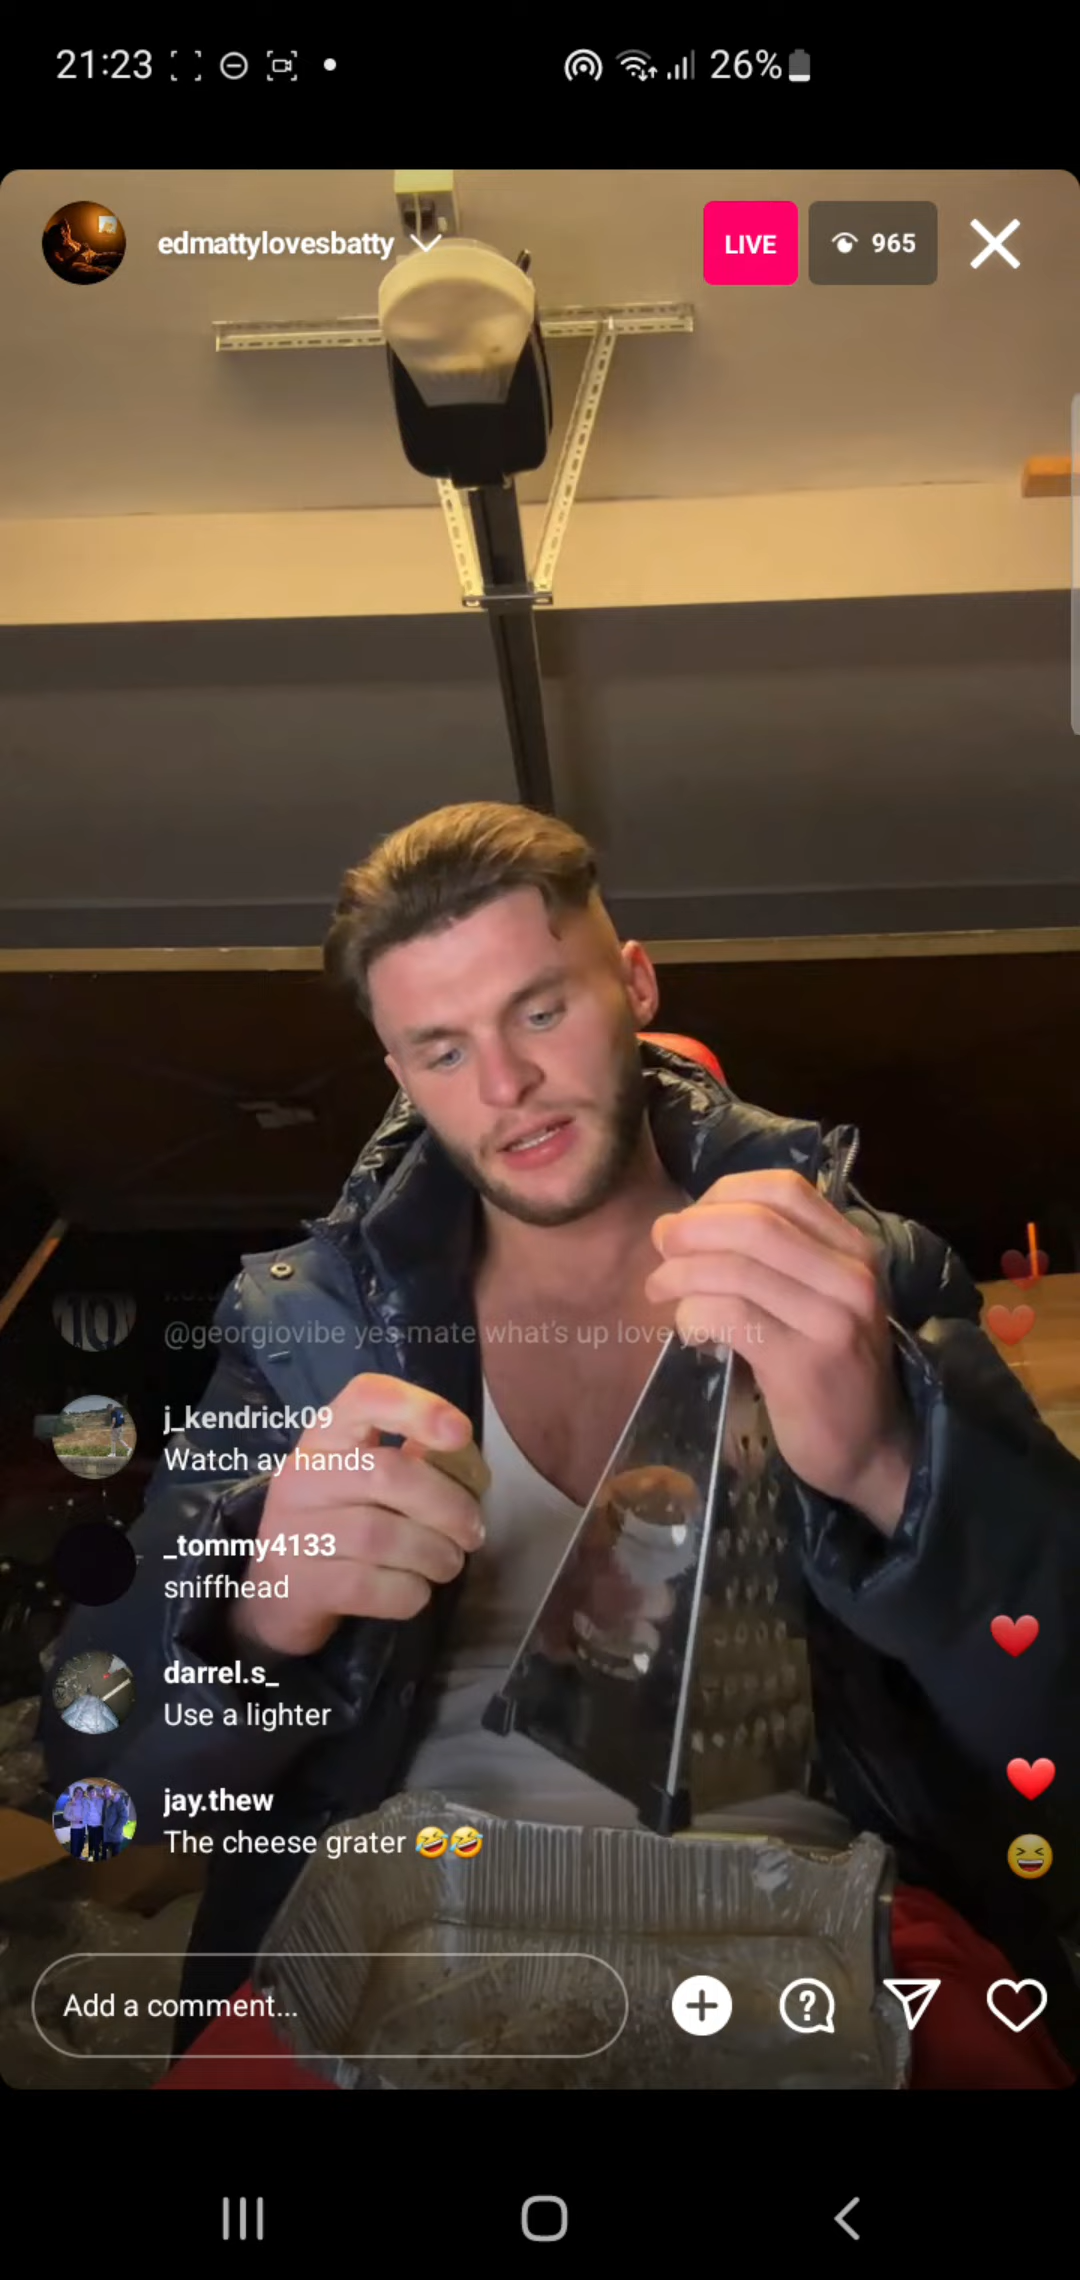 21:23
26%
edmattylovesbatty
LIVE
965
@georgiovibe yes mate what's up love your tt
j_kendrick09
Watch ay hands
_tommy4133
sniffhead
darrel.s_
Use a lighter
jay.thew
The cheese grater 🤣🤣
Add a comment...